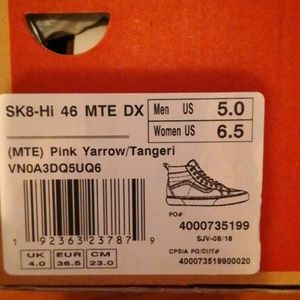 SK8-Hi 46 MTE DX
Men US 5.0
Women US 6.5
(MTE) Pink Yarrow/Tangeri
VN0A3DQ5UQ6
PO#
4000735199
SJV-08/18
CPSIA PO/CUT#
400073519900020
1 92363 23787 9
UK EUR CM
4.0 36.5 23.0